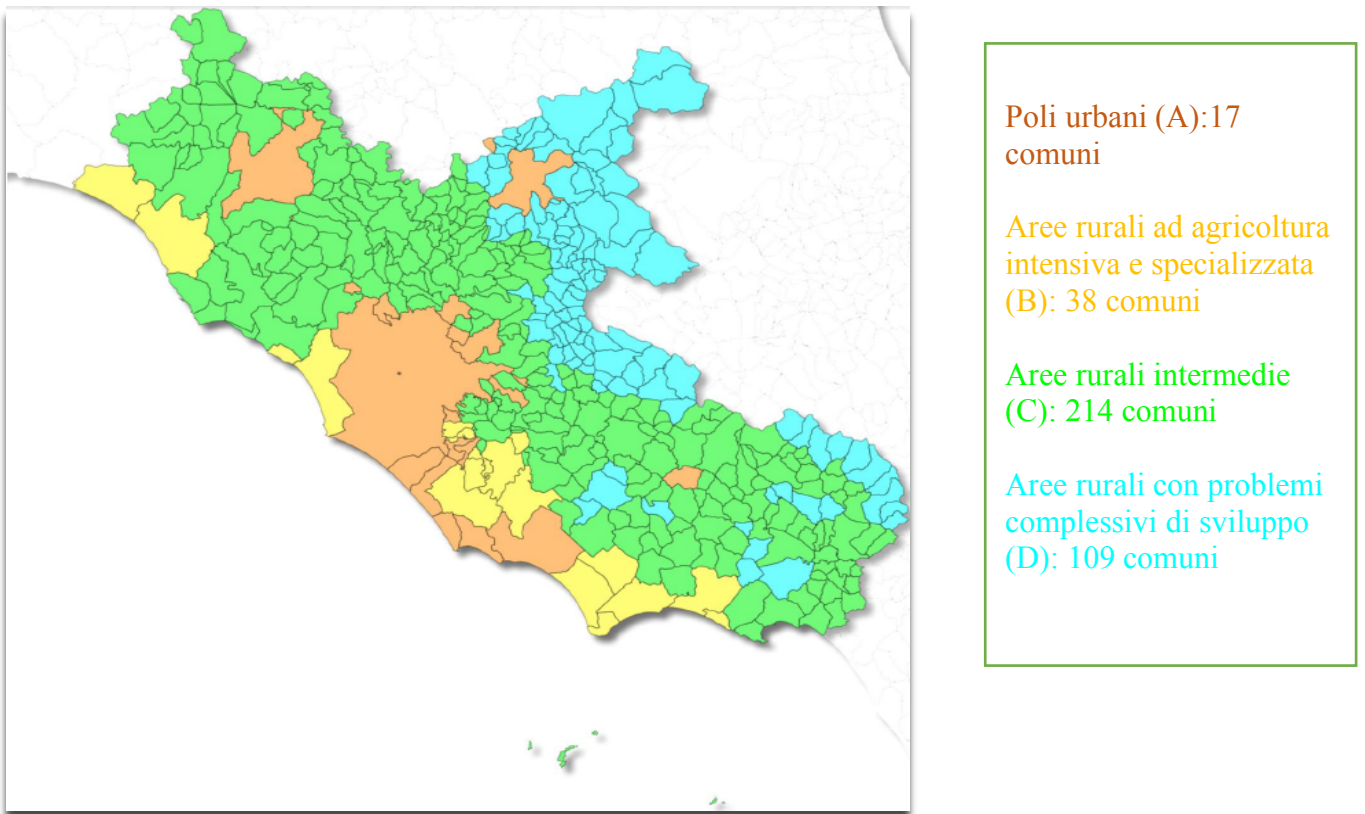 Poli urbani (A):17
comuni
Aree rurali ad agricoltura
intensiva e specializzata
(B): 38 comuni
Aree rurali intermedie
(C): 214 comuni
Aree rurali con problemi
complessivi di sviluppo
(D): 109 comuni